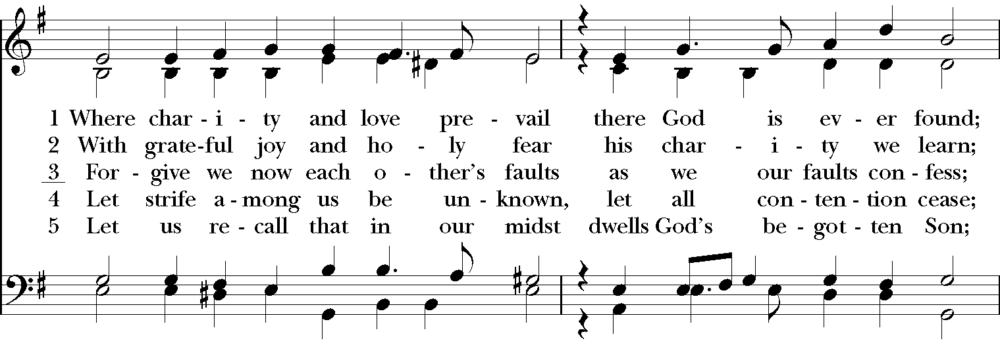 1 Where char - i - ty and love pre - vail there God is ev - er found;
2 With grate-ful joy and ho - ly fear his char - i - ty we learn;
3 For - give we now each o - ther's faults as we our faults con - fess;
4 Let strife a - mong us be un - known, let all con - ten - tion cease;
5 Let us re - call that in our midst dwells God's be - got - ten Son;